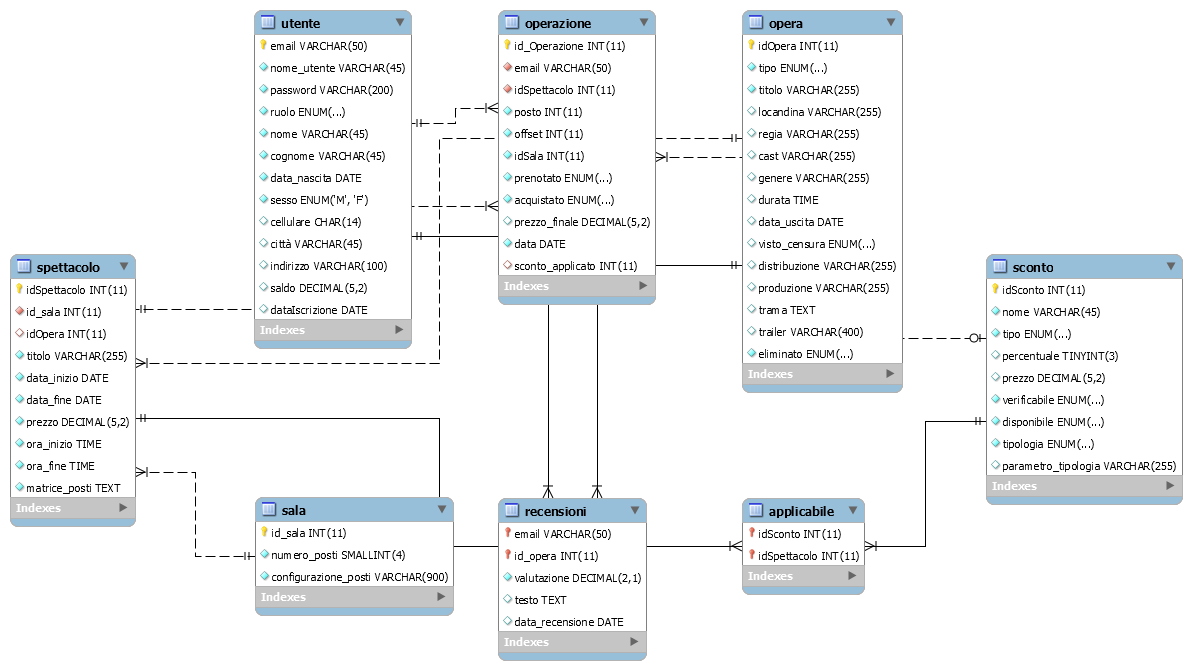 utente
email VARCHAR(50)
nome_utente VARCHAR(45)
password VARCHAR(200)
ruolo ENUM(...)
nome VARCHAR(45)
cognome VARCHAR(45)
data_nascita DATE
sesso ENUM('M', 'F')
cellulare CHAR(14)
città VARCHAR(45)
indirizzo VARCHAR(100)
saldo DECIMAL(5,2)
dataIscrizione DATE
Indexes
operazione
id_Operazione INT(11)
email VARCHAR(50)
idSpettacolo INT(11)
posto INT(11)
offset INT(11)
idSala INT(11)
prenotato ENUM(...)
acquistato ENUM(...)
prezzo_finale DECIMAL(5,2)
data DATE
sconto_applicato INT(11)
Indexes
opera
idOpera INT(11)
tipo ENUM(...)
titolo VARCHAR(255)
locandina VARCHAR(255)
regia VARCHAR(255)
cast VARCHAR(255)
genere VARCHAR(255)
durata TIME
data_uscita DATE
visto_censura ENUM(...)
distribuzione VARCHAR(255)
produzione VARCHAR(255)
trama TEXT
trailer VARCHAR(400)
eliminato ENUM(...)
Indexes
spettacolo
idSpettacolo INT(11)
id_sala INT(11)
idOpera INT(11)
titolo VARCHAR(255)
data_inizio DATE
data_fine DATE
prezzo DECIMAL(5,2)
ora_inizio TIME
ora_fine TIME
matrice_posti TEXT
Indexes
sconto
idSconto INT(11)
nome VARCHAR(45)
tipo ENUM(...)
percentuale TINYINT(3)
prezzo DECIMAL(5,2)
verificabile ENUM(...)
disponibile ENUM(...)
tipologia ENUM(...)
parametro_tipologia VARCHAR(255)
Indexes
sala
id_sala INT(11)
numero_posti SMALLINT(4)
configurazione_posti VARCHAR(900)
Indexes
recensioni
email VARCHAR(50)
id_opera INT(11)
valutazione DECIMAL(2,1)
testo TEXT
data_recensione DATE
Indexes
applicabile
idSconto INT(11)
idSpettacolo INT(11)
Indexes